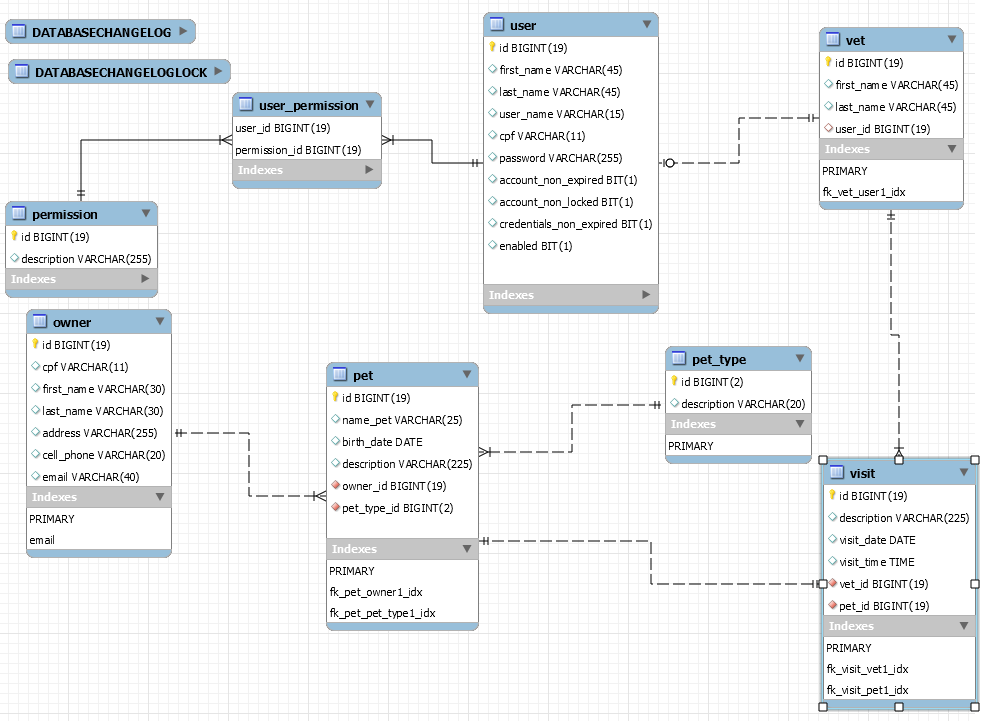 DATABASECHANGELOG
DATABASECHANGELOGLOCK
user_permission
user_id BIGINT(19)
permission_id BIGINT(19)
Indexes
permission
id BIGINT(19)
description VARCHAR(255)
Indexes
user
id BIGINT(19)
first_name VARCHAR(45)
last_name VARCHAR(45)
user_name VARCHAR(15)
cpf VARCHAR(11)
password VARCHAR(255)
account_non_expired BIT(1)
account_non_locked BIT(1)
credentials_non_expired BIT(1)
enabled BIT(1)
Indexes
vet
id BIGINT(19)
first_name VARCHAR(45)
last_name VARCHAR(45)
user_id BIGINT(19)
Indexes
PRIMARY
fk_vet_user1_idx
owner
id BIGINT(19)
cpf VARCHAR(11)
first_name VARCHAR(30)
last_name VARCHAR(30)
address VARCHAR(255)
cell_phone VARCHAR(20)
email VARCHAR(40)
Indexes
PRIMARY
email
pet
id BIGINT(19)
name_pet VARCHAR(25)
birth_date DATE
description VARCHAR(225)
owner_id BIGINT(19)
pet_type_id BIGINT(2)
Indexes
PRIMARY
fk_pet_owner1_idx
fk_pet_pet_type1_idx
pet_type
id BIGINT(2)
description VARCHAR(20)
Indexes
PRIMARY
visit
id BIGINT(19)
description VARCHAR(225)
visit_date DATE
visit_time TIME
vet_id BIGINT(19)
pet_id BIGINT(19)
Indexes
PRIMARY
fk_visit_vet1_idx
fk_visit_pet1_idx